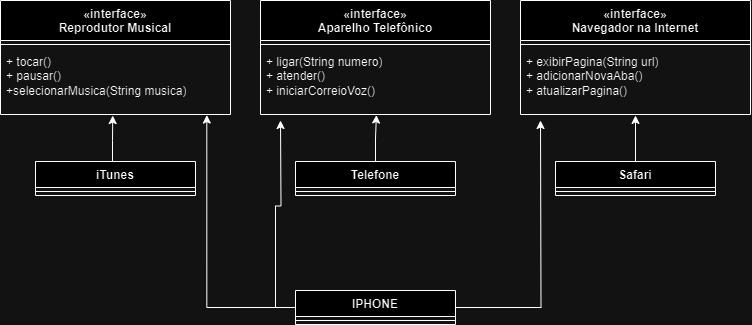 «interface»
Reprodutor Musical
+ tocar()
+ pausar()
+selecionarMusica(String musica)
«interface»
Aparelho Telefônico
+ ligar(String numero)
+ atender()
+ iniciarCorreioVoz()
«interface»
Navegador na Internet
+ exibirPagina(String url)
+ adicionarNovaAba()
+ atualizarPagina()
iTunes
Telefone
Safari
IPHONE